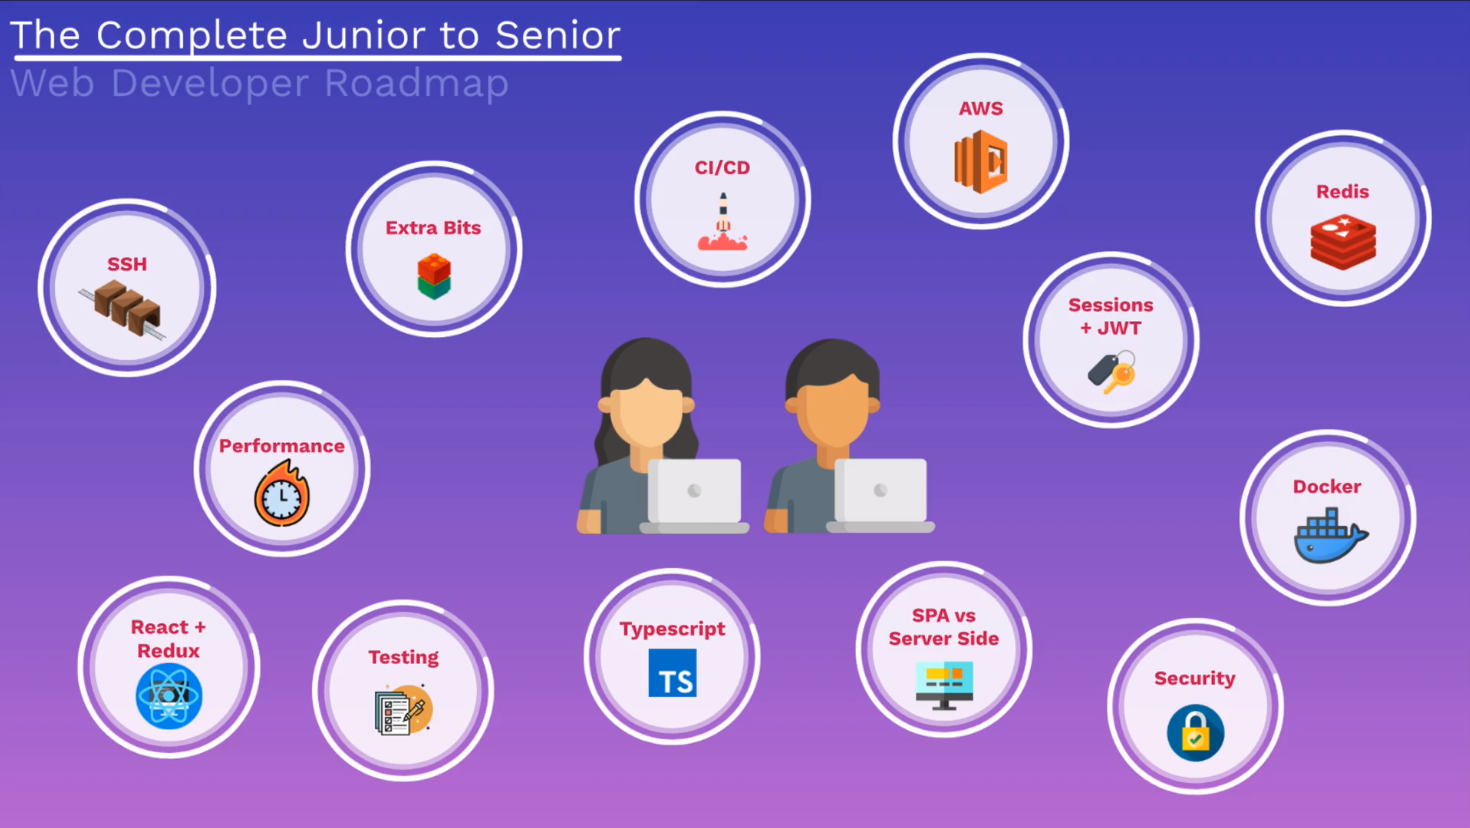 The Complete Junior to Senior
Web Developer Roadmap
AWS
CI/CD
Redis
Extra Bits
SSH
Sessions
+ JWT
Performance
Docker
React +
Redux
Testing
Typescript
TS
SPA vs
Server Side
Security